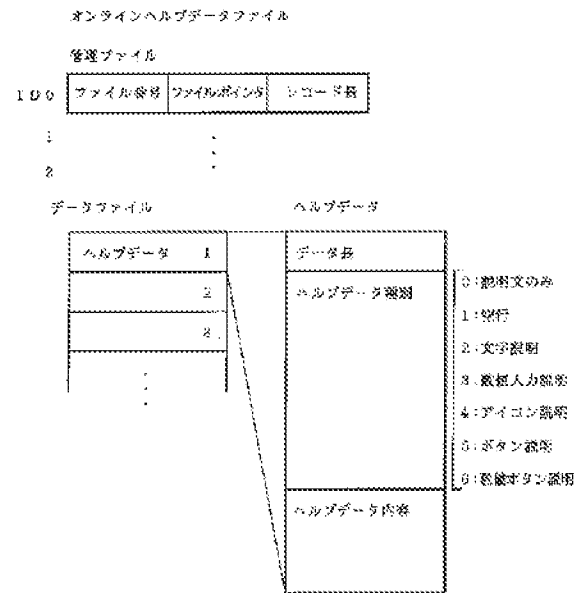 オンラインヘルプデータファイル
管理ファイル
ID0 ファイル番号 ファイルポインタ レコード長
1
2
データファイル ヘルプデータ
ヘルプデータ 1
2
3
データ長
ヘルプデータ種別
0:説明文のみ
1:空行
2:文字説明
3:数値入力説明
4:アイコン説明
5:ボタン説明
6:数値ボタン説明
ヘルプデータ内容